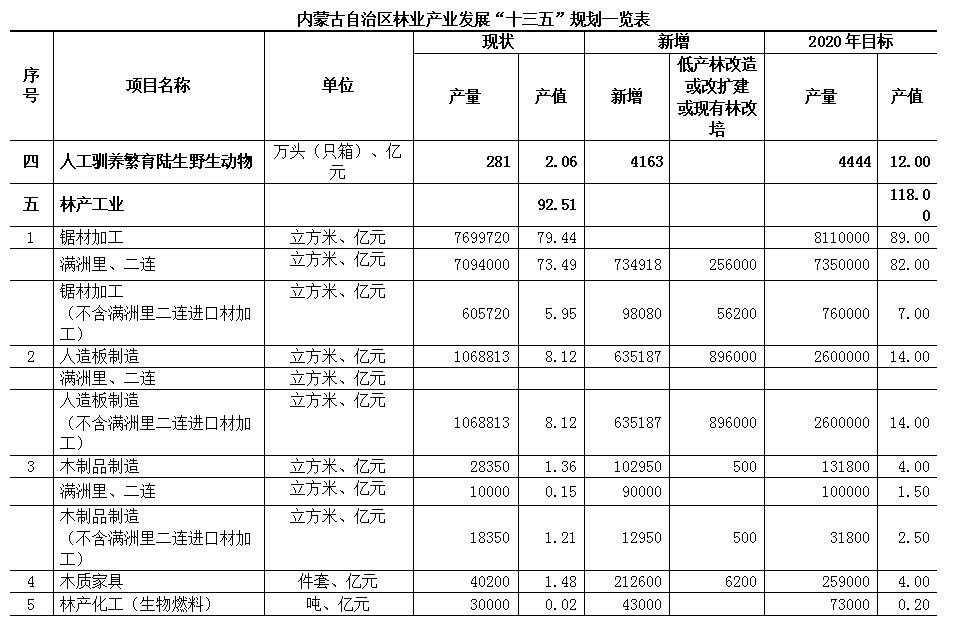 内蒙古自治区林业产业发展“十三五”规划一览表
序号 项目名称 单位 现状 新增 2020年目标
产量 产值 新增 低产林改造或改扩建或现有林改培 产量 产值
四 人工驯养繁育陆生野生动物 万头（只箱）、亿元 281 2.06 4163 4444 12.00
五 林产工业 92.51 118.00
1 锯材加工 立方米、亿元 7699720 79.44 8110000 89.00
满洲里、二连 立方米、亿元 7094000 73.49 734918 256000 7350000 82.00
锯材加工（不含满洲里二连进口材加工） 立方米、亿元 605720 5.95 98080 56200 760000 7.00
2 人造板制造 立方米、亿元 1068813 8.12 635187 896000 2600000 14.00
满洲里、二连 立方米、亿元
人造板制造（不含满洲里二连进口材加工） 立方米、亿元 1068813 8.12 635187 896000 2600000 14.00
3 木制品制造 立方米、亿元 28350 1.36 102950 500 131800 4.00
满洲里、二连 立方米、亿元 10000 0.15 90000 100000 1.50
木制品制造（不含满洲里二连进口材加工） 立方米、亿元 18350 1.21 12950 500 31800 2.50
4 木质家具 件套、亿元 40200 1.48 212600 6200 259000 4.00
5 林产化工（生物燃料） 吨、亿元 30000 0.02 43000 73000 0.20